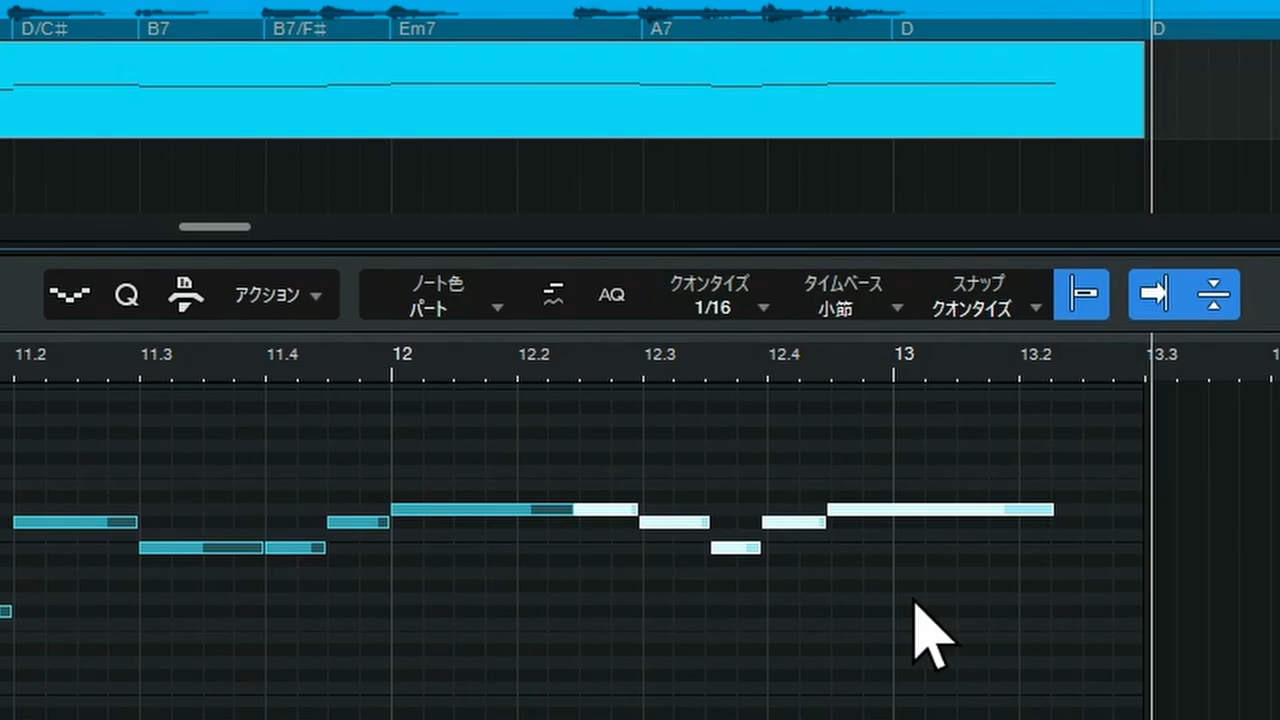 D/C# B7 B7/F# Em7 A7 D D
アクション ノート色 パート AQ クオンタイズ 1/16 タイムベース 小節 スナップ クオンタイズ
11.2 11.3 11.4 12 12.2 12.3 12.4 13 13.2 13.3